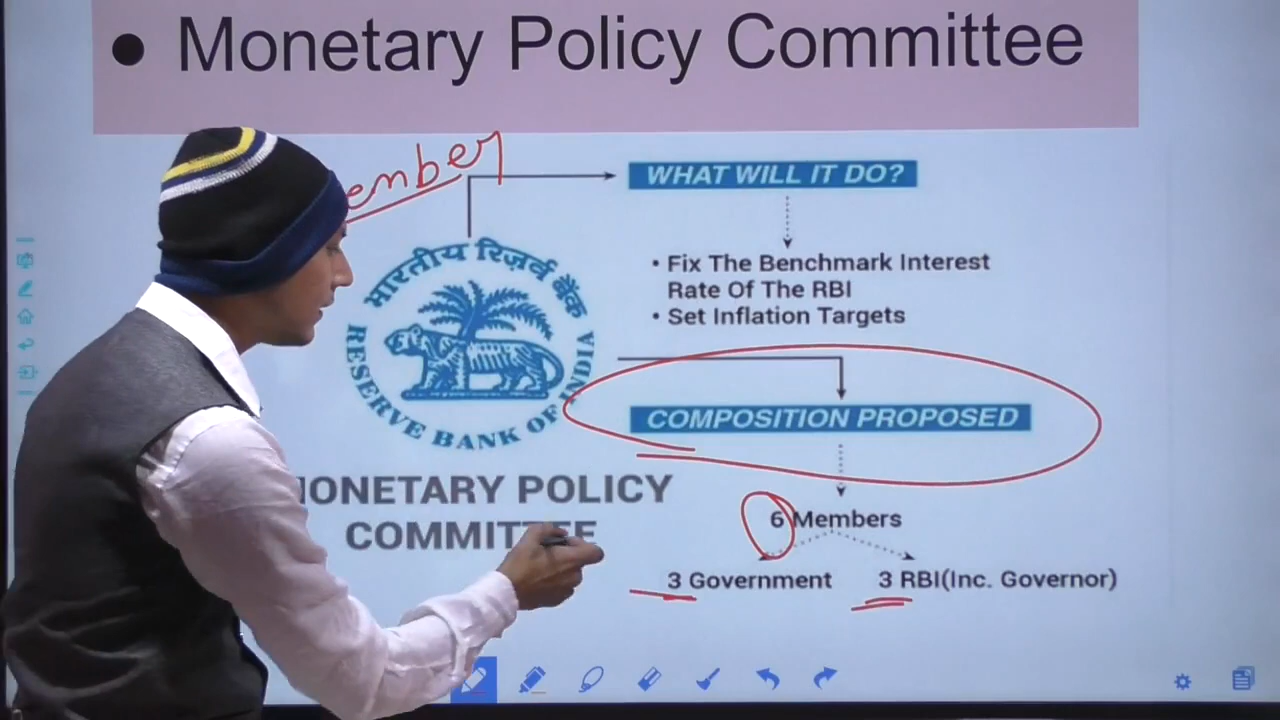 • Monetary Policy Committee
ember
WHAT WILL IT DO?
• Fix The Benchmark Interest
Rate Of The RBI
• Set Inflation Targets
भारतीय रिज़र्व बैंक
RESERVE BANK OF INDIA
COMPOSITION PROPOSED
ONETARY POLICY
COMMITTEE
6 Members
3 Government 3 RBI(Inc. Governor)